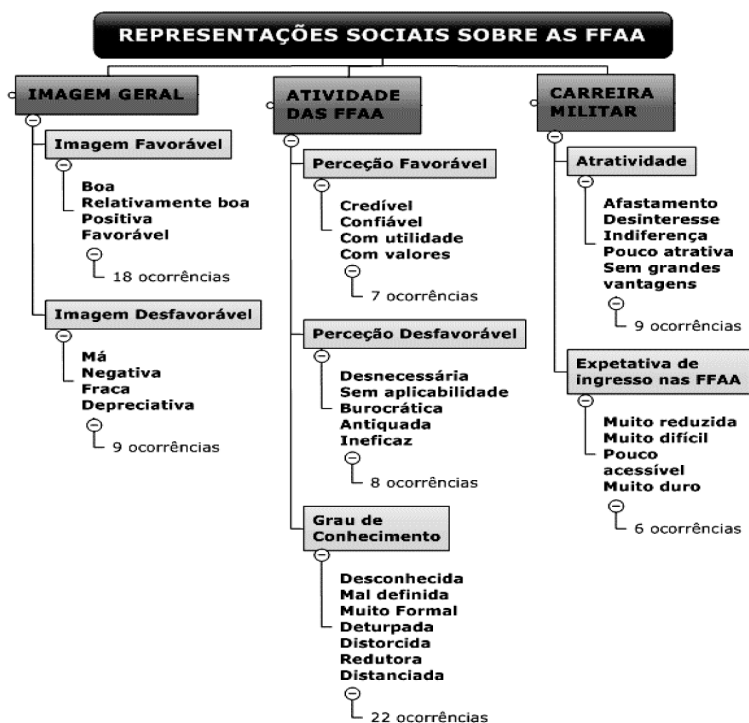 REPRESENTAÇÕES SOCIAIS SOBRE AS FFAA
IMAGEM GERAL
Imagem Favorável
Boa
Relativamente boa
Positiva
Favorável
18 ocorrências
Imagem Desfavorável
Má
Negativa
Fraca
Depreciativa
9 ocorrências
ATIVIDADE
DAS FFAA
Perceção Favorável
Credível
Confiável
Com utilidade
Com valores
7 ocorrências
Perceção Desfavorável
Desnecessária
Sem aplicabilidade
Burocrática
Antiquada
Ineficaz
8 ocorrências
Grau de
Conhecimento
Desconhecida
Mal definida
Muito Formal
Deturpada
Distorcida
Redutora
Distanciada
22 ocorrências
CARREIRA
MILITAR
Atratividade
Afastamento
Desinteresse
Indiferença
Pouco atrativa
Sem grandes
vantagens
9 ocorrências
Expetativa de
ingresso nas FFAA
Muito reduzida
Muito difícil
Pouco
acessível
Muito duro
6 ocorrências